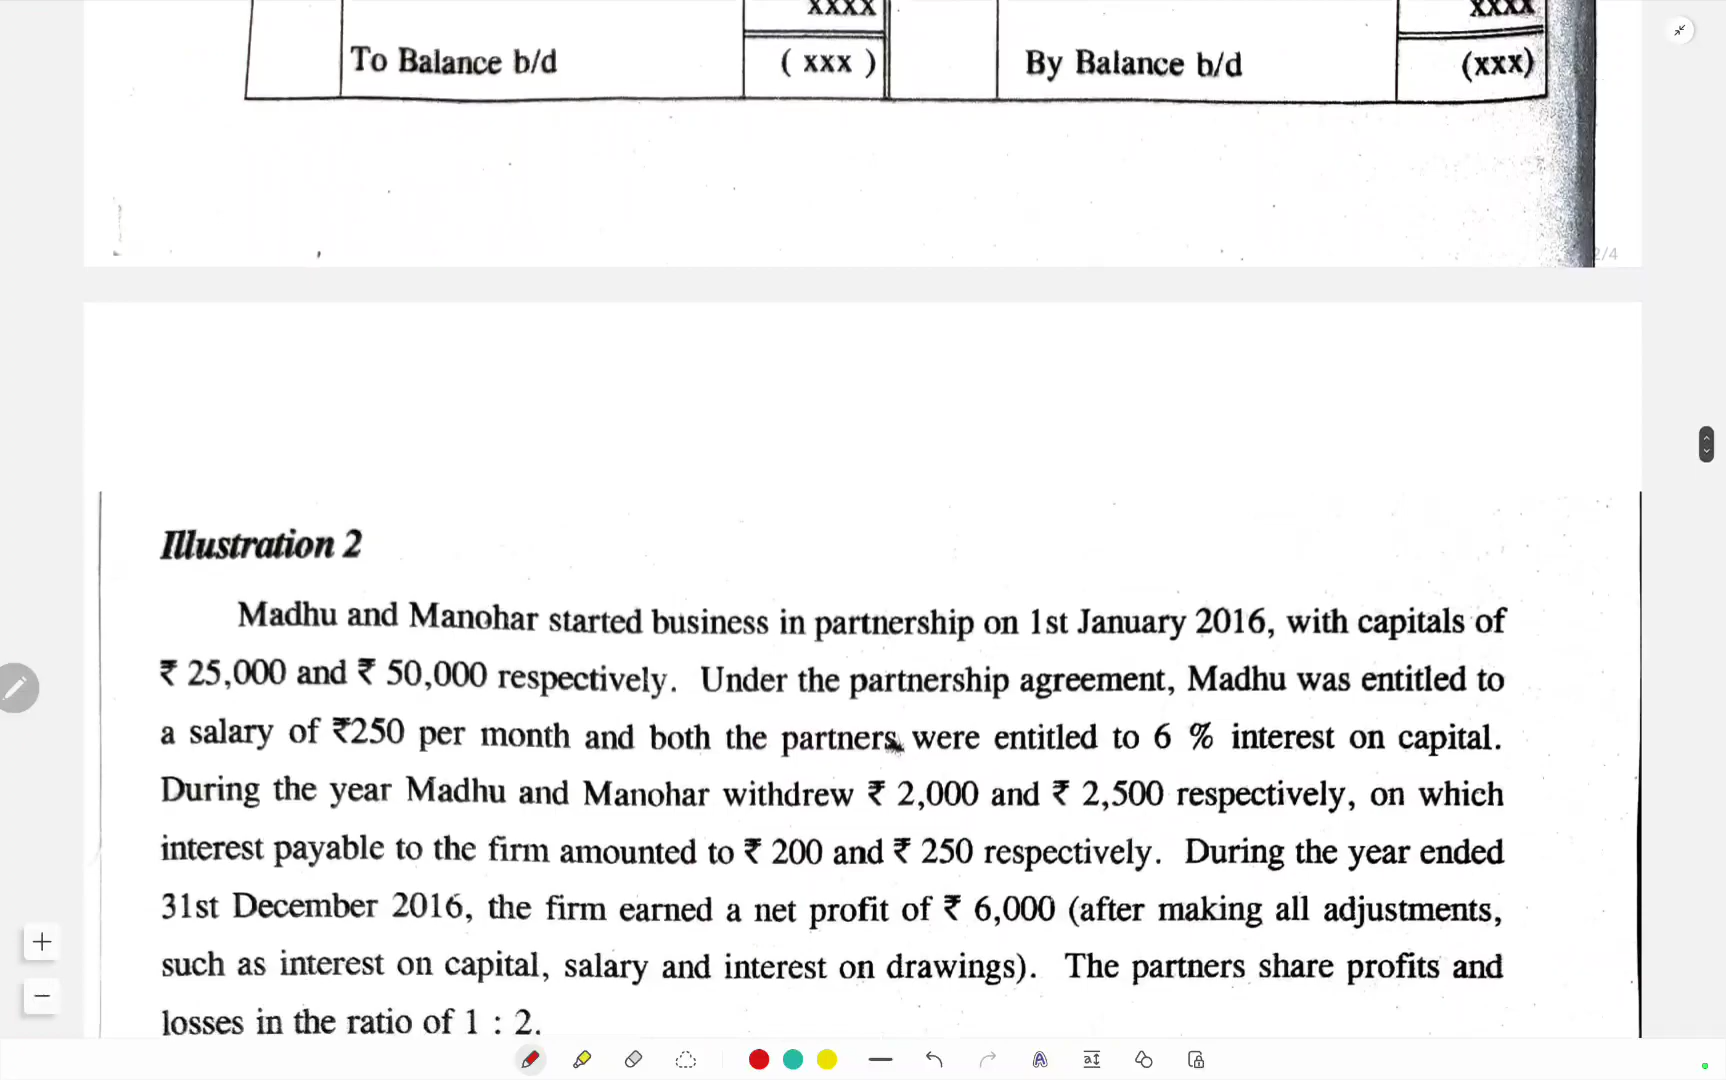 xxxx xxxx
To Balance b/d ( xxx ) By Balance b/d (xxx)
2/4
Illustration 2
Madhu and Manohar started business in partnership on 1st January 2016, with capitals of
₹ 25,000 and ₹ 50,000 respectively. Under the partnership agreement, Madhu was entitled to
a salary of ₹250 per month and both the partners were entitled to 6 % interest on capital.
During the year Madhu and Manohar withdrew ₹ 2,000 and ₹ 2,500 respectively, on which
interest payable to the firm amounted to ₹ 200 and ₹ 250 respectively. During the year ended
31st December 2016, the firm earned a net profit of ₹ 6,000 (after making all adjustments,
such as interest on capital, salary and interest on drawings). The partners share profits and
losses in the ratio of 1 : 2.